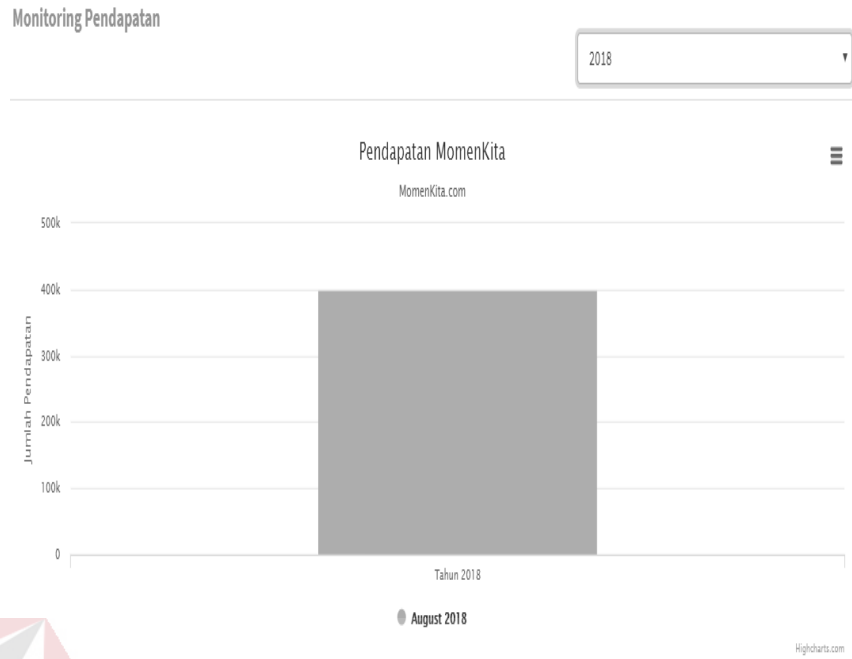 Monitoring Pendapatan
2018
Pendapatan MomenKita
MomenKita.com
500k
400k
300k
200k
100k
0
Jumlah Pendapatan
Tahun 2018
August 2018
Highcharts.com